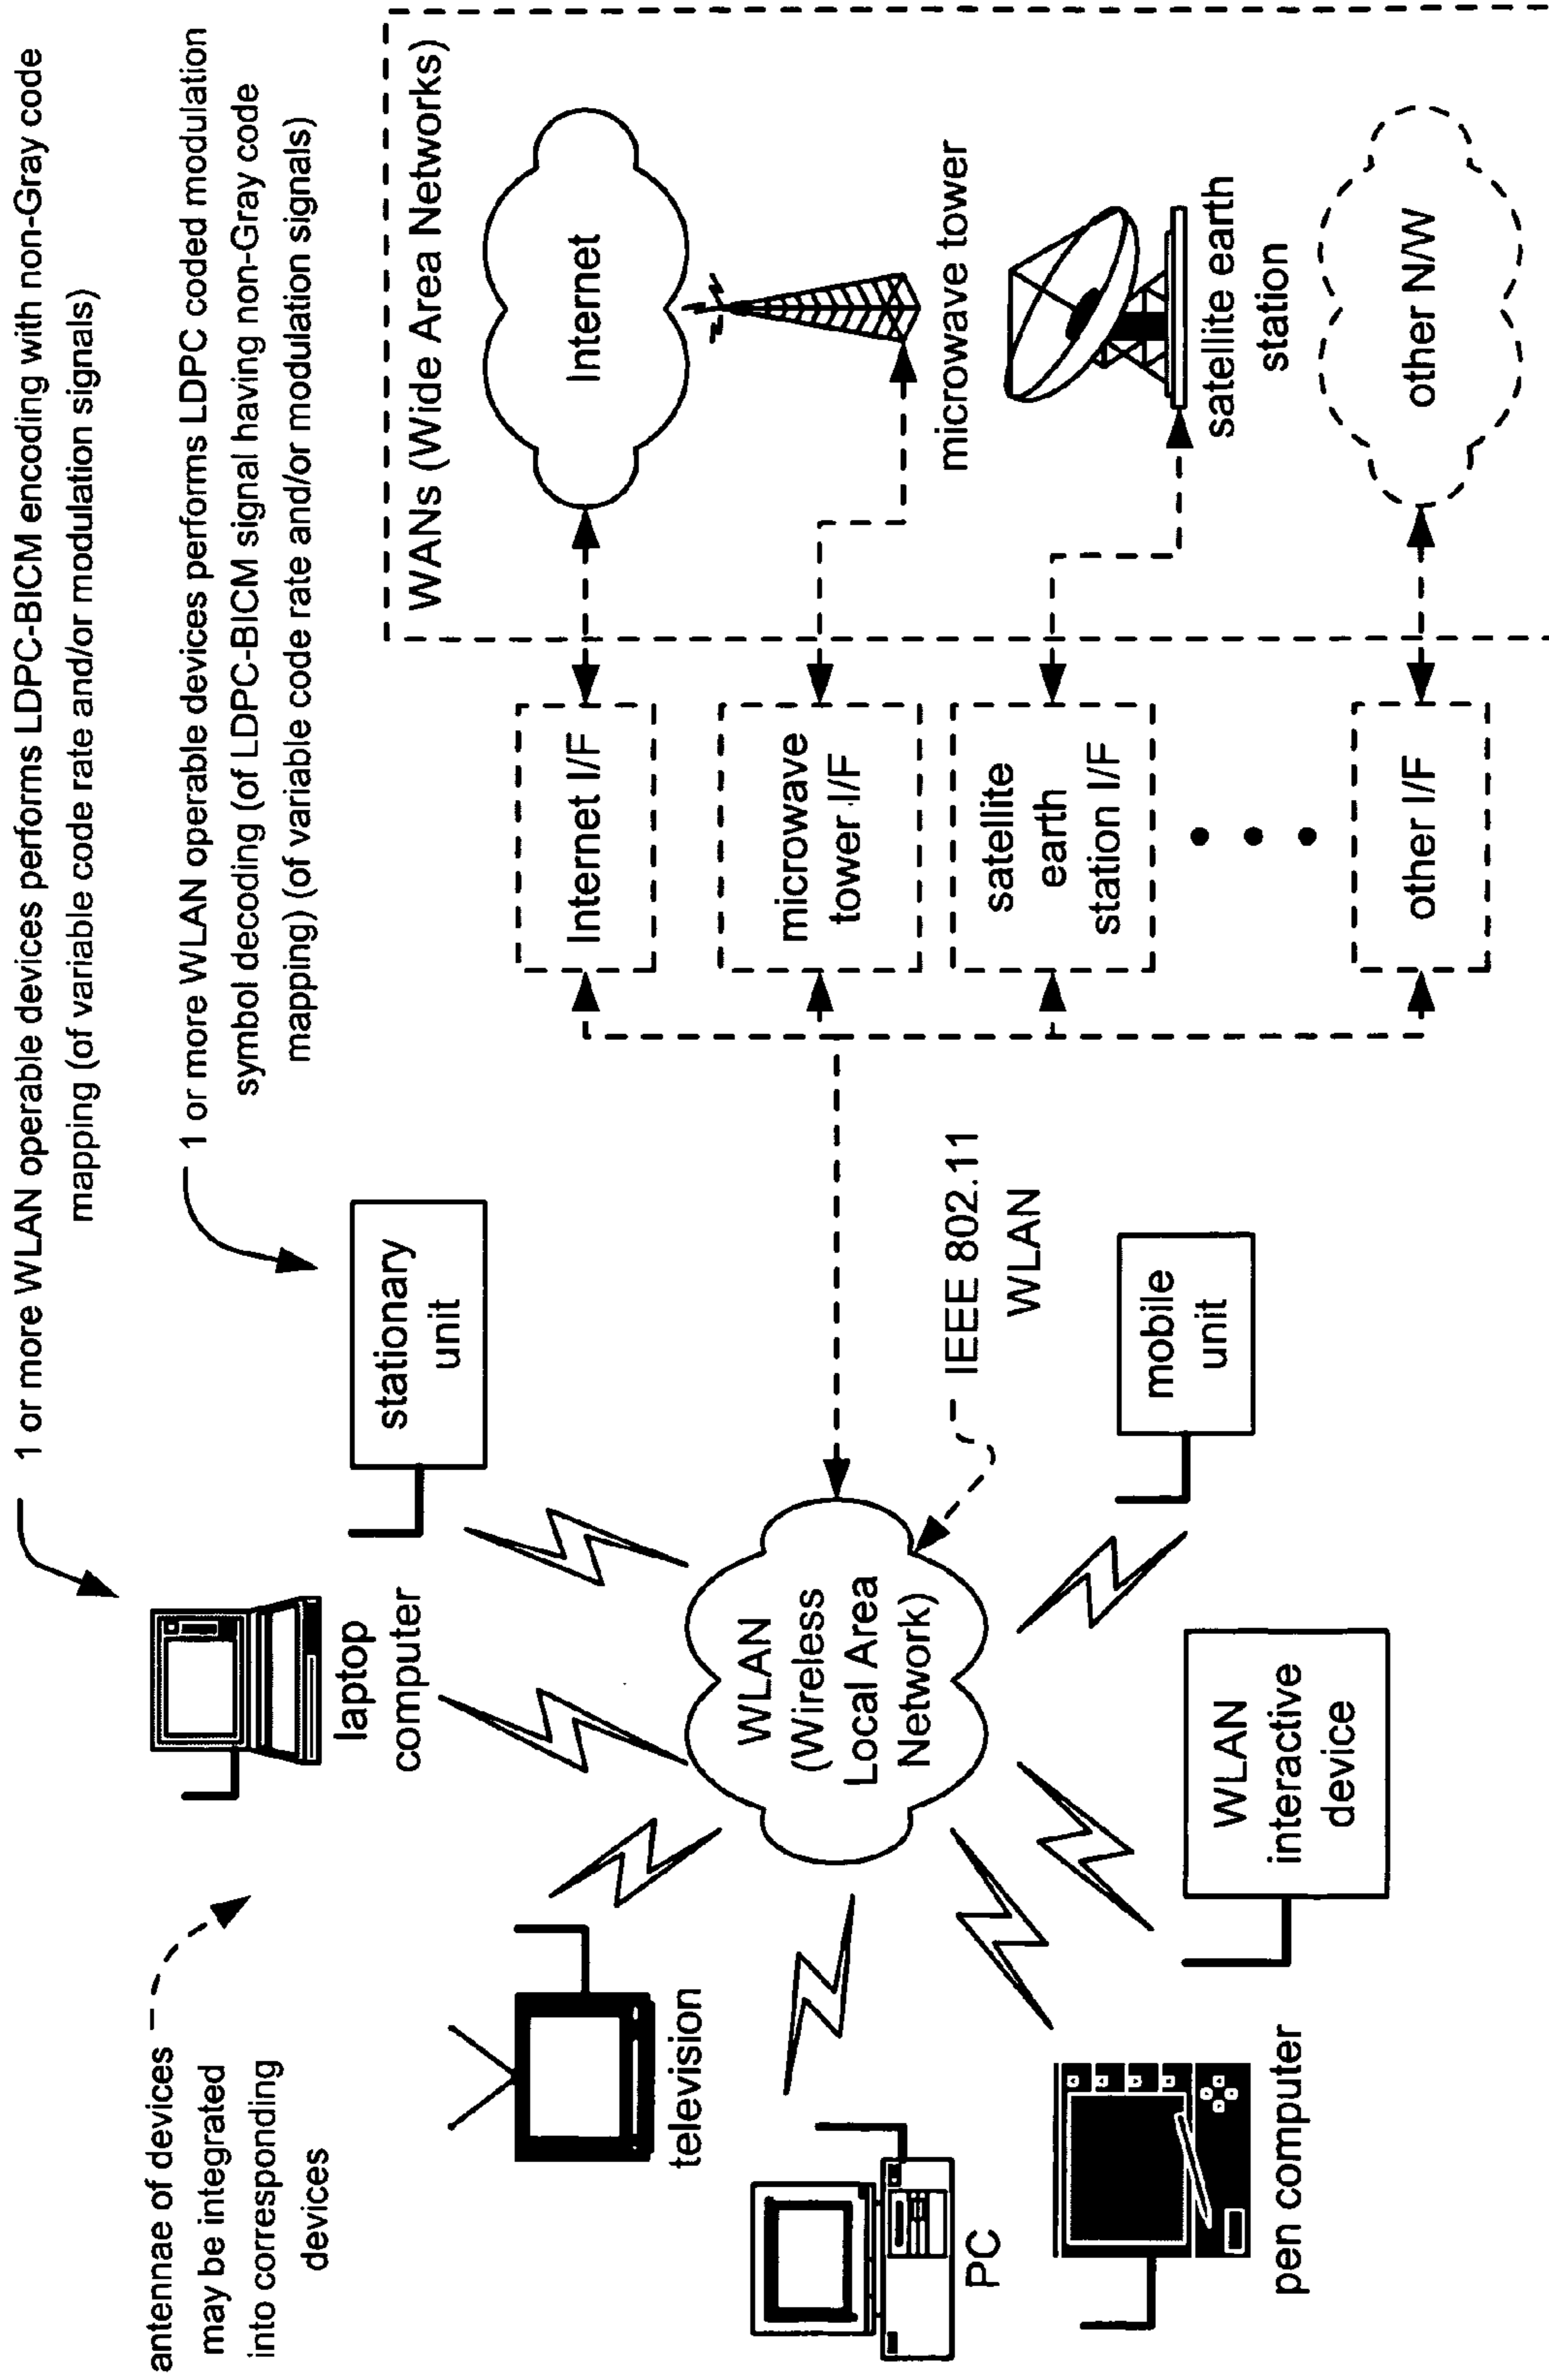 1 or more WLAN operable devices performs LDPC-BICM encoding with non-Gray code
mapping (of variable code rate and/or modulation signals)
1 or more WLAN operable devices performs LDPC coded modulation
symbol decoding (of LDPC-BICM signal having non-Gray code
mapping) (of variable code rate and/or modulation signals)
antennae of devices
may be integrated
into corresponding
devices
laptop
computer
stationary
unit
television
PC
pen computer
WLAN
(Wireless
Local Area
Network)
WLAN
interactive
device
mobile
unit
IEEE 802.11
WLAN
Internet I/F
microwave
tower I/F
satellite
earth
station I/F
other I/F
WANs (Wide Area Networks)
Internet
microwave tower
satellite earth
station
other N/W